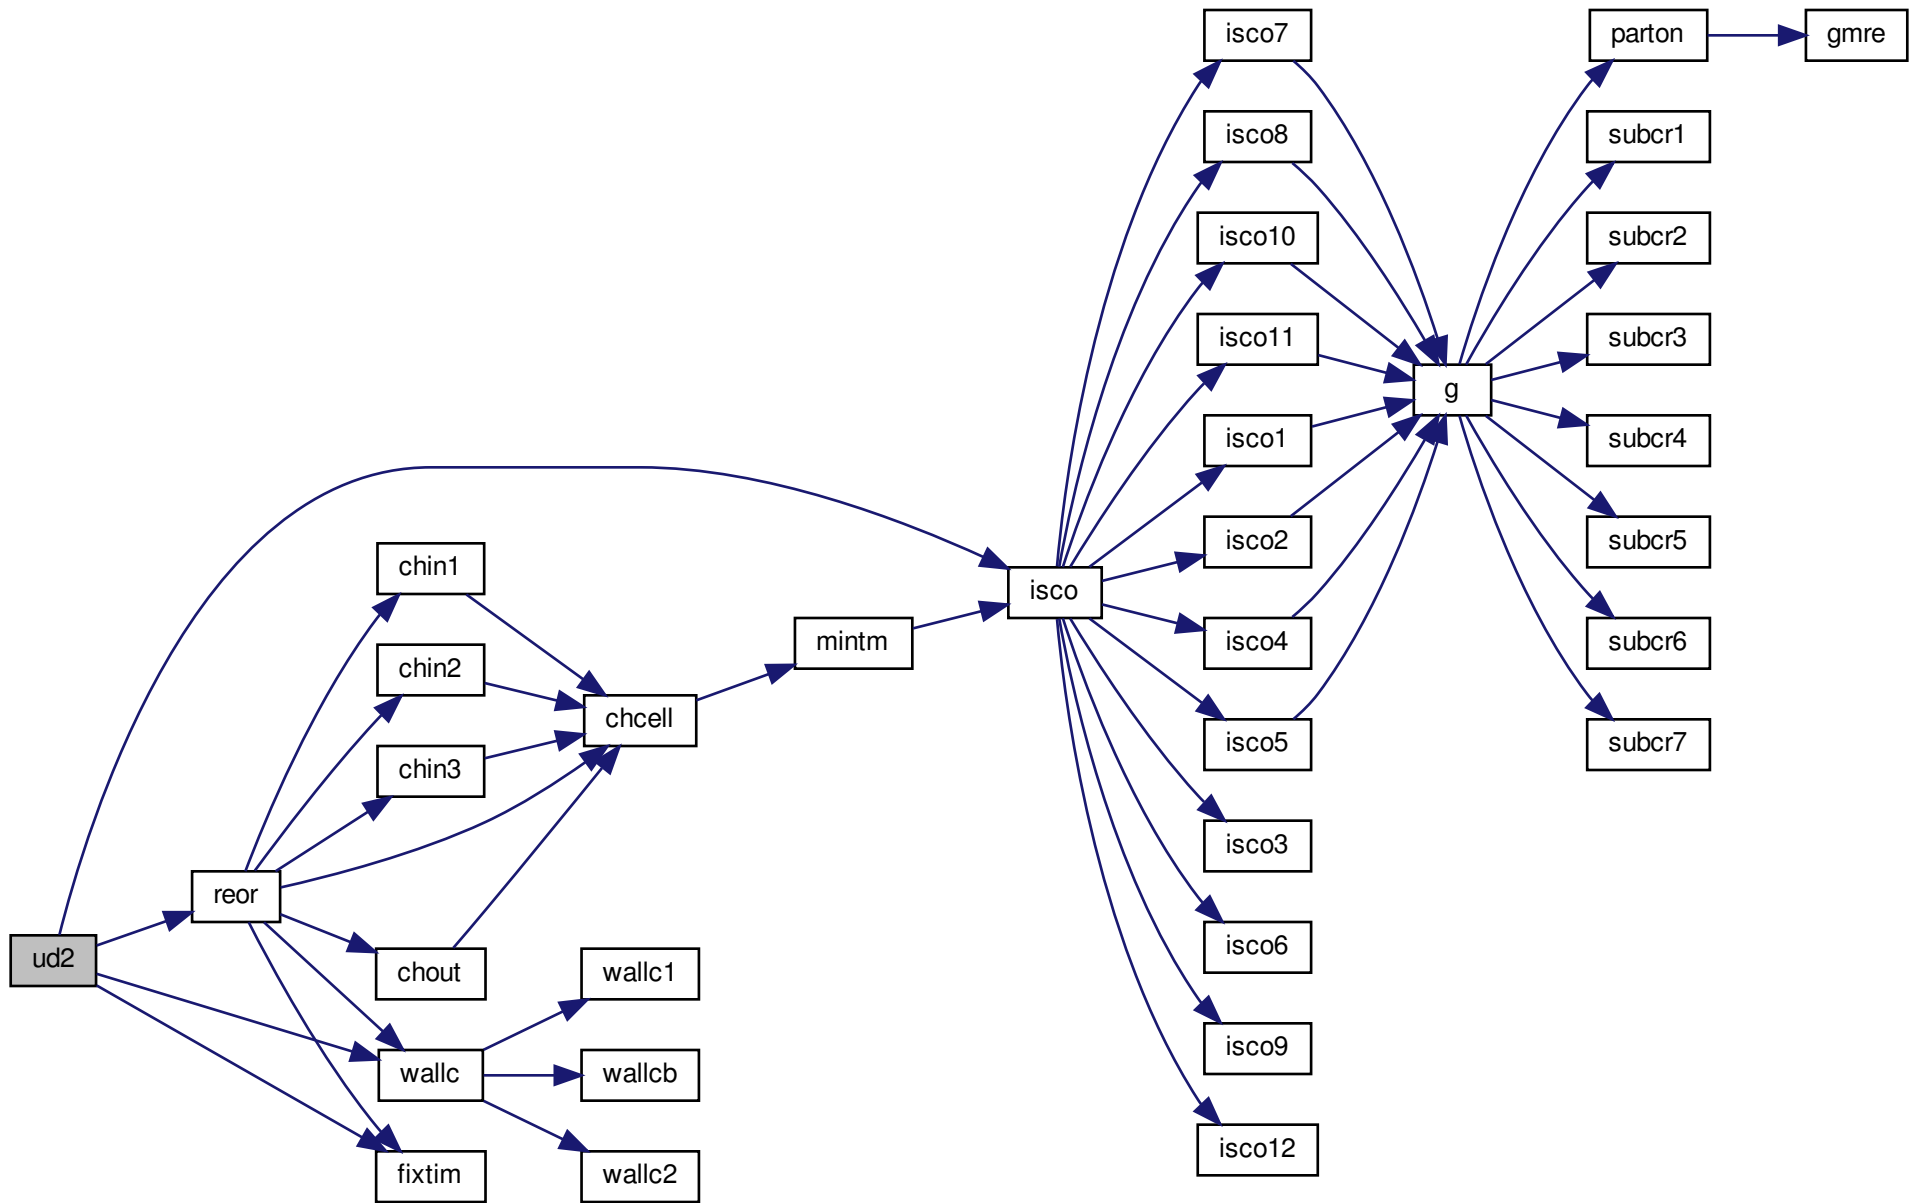 ud2
reor
chin1
chin2
chin3
chout
wallc
fixtim
chcell
wallc1
wallcb
wallc2
mintm
isco
isco7
isco8
isco10
isco11
isco1
isco2
isco4
isco5
isco3
isco6
isco9
isco12
g
parton
subcr1
subcr2
subcr3
subcr4
subcr5
subcr6
subcr7
gmre